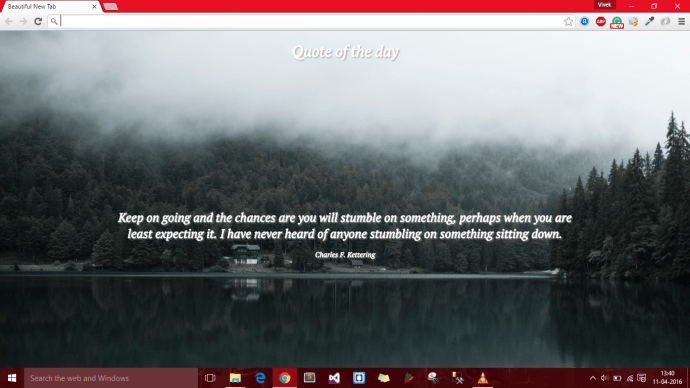 Beautiful New Tab
Vivek
Quote of the day
Keep on going and the chances are you will stumble on something, perhaps when you are
least expecting it. I have never heard of anyone stumbling on something sitting down.
Charles F. Kettering
Search the web and Windows
13:40
11-04-2016